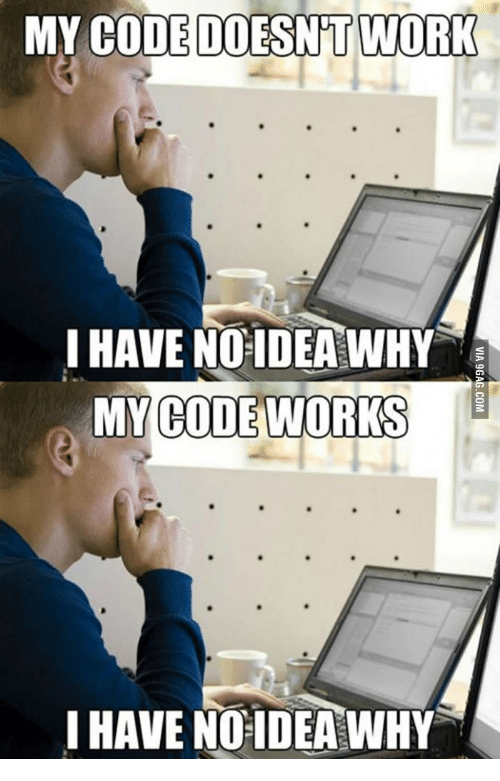 MY CODE DOESN'T WORK
I HAVE NO IDEA WHY
VIA 9GAG.COM
MY CODE WORKS
I HAVE NO IDEA WHY